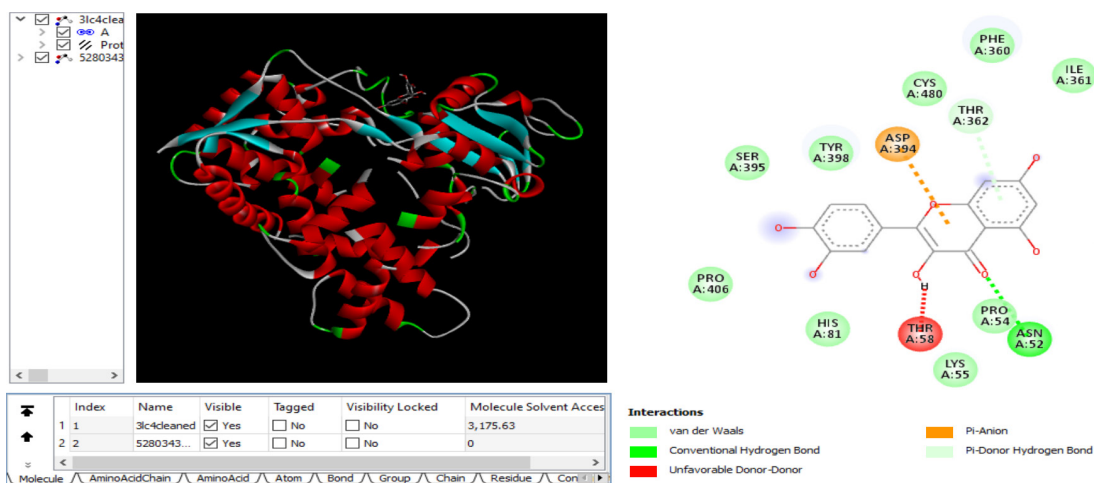 3lc4clea
A
Prot
5280343
Index Name Visible Tagged Visibility Locked Molecule Solvent Acces
1 1 3lc4cleaned Yes No No 3,175.63
2 2 5280343... Yes No No 0
Molecule AminoAcidChain AminoAcid Atom Bond Group Chain Residue Con
PHE
A:360
ILE
A:361
CYS
A:480
THR
A:362
ASP
A:394
TYR
A:398
SER
A:395
PRO
A:406
HIS
A:81
THR
A:58
LYS
A:55
PRO
A:54
ASN
A:52
O
O
O
O
O
O
H
O
Interactions
van der Waals
Conventional Hydrogen Bond
Unfavorable Donor-Donor
Pi-Anion
Pi-Donor Hydrogen Bond